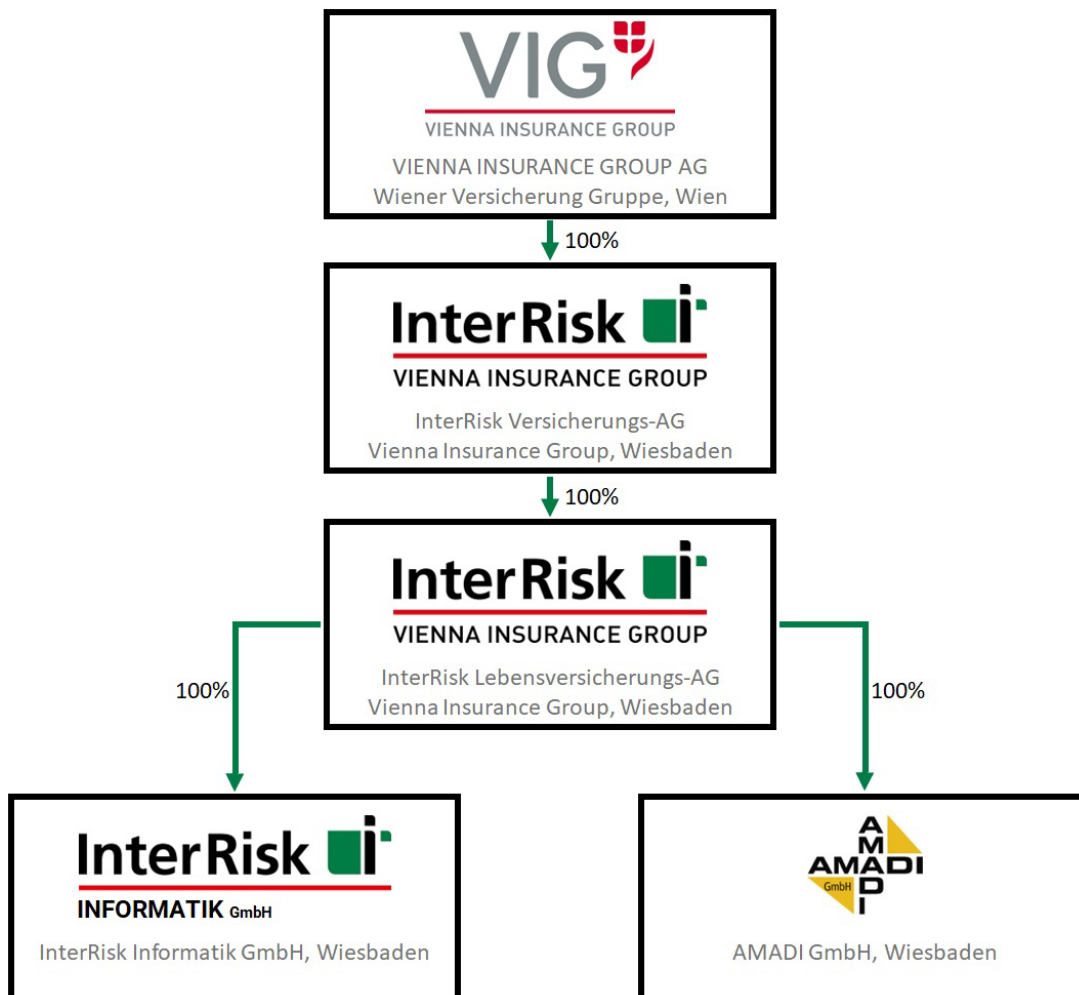 VIG
VIENNA INSURANCE GROUP
VIENNA INSURANCE GROUP AG
Wiener Versicherung Gruppe, Wien
100%
InterRisk
VIENNA INSURANCE GROUP
InterRisk Versicherungs-AG
Vienna Insurance Group, Wiesbaden
100%
InterRisk
VIENNA INSURANCE GROUP
InterRisk Lebensversicherungs-AG
Vienna Insurance Group, Wiesbaden
100%
100%
InterRisk
INFORMATIK GmbH
InterRisk Informatik GmbH, Wiesbaden
AMADI
AMADI
GmbH
AMADI GmbH, Wiesbaden